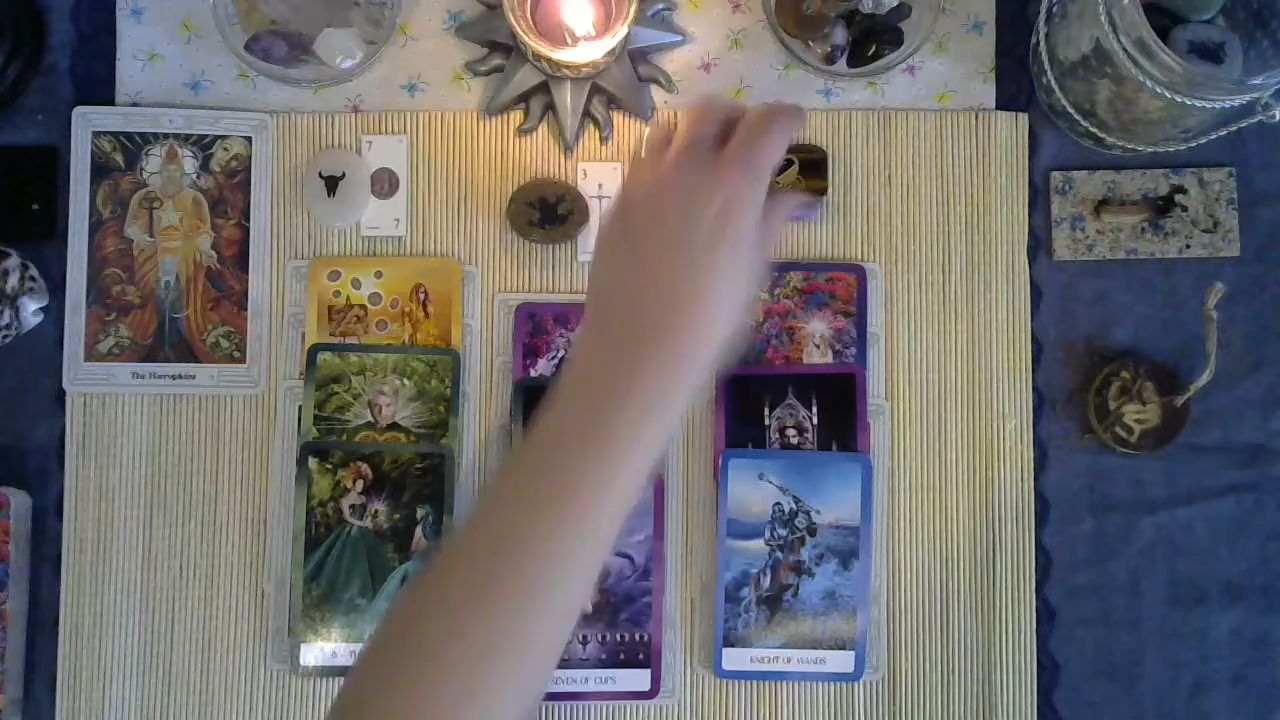 V
The Hierophant
7
7
3
SEVEN OF CUPS
KNIGHT OF WANDS